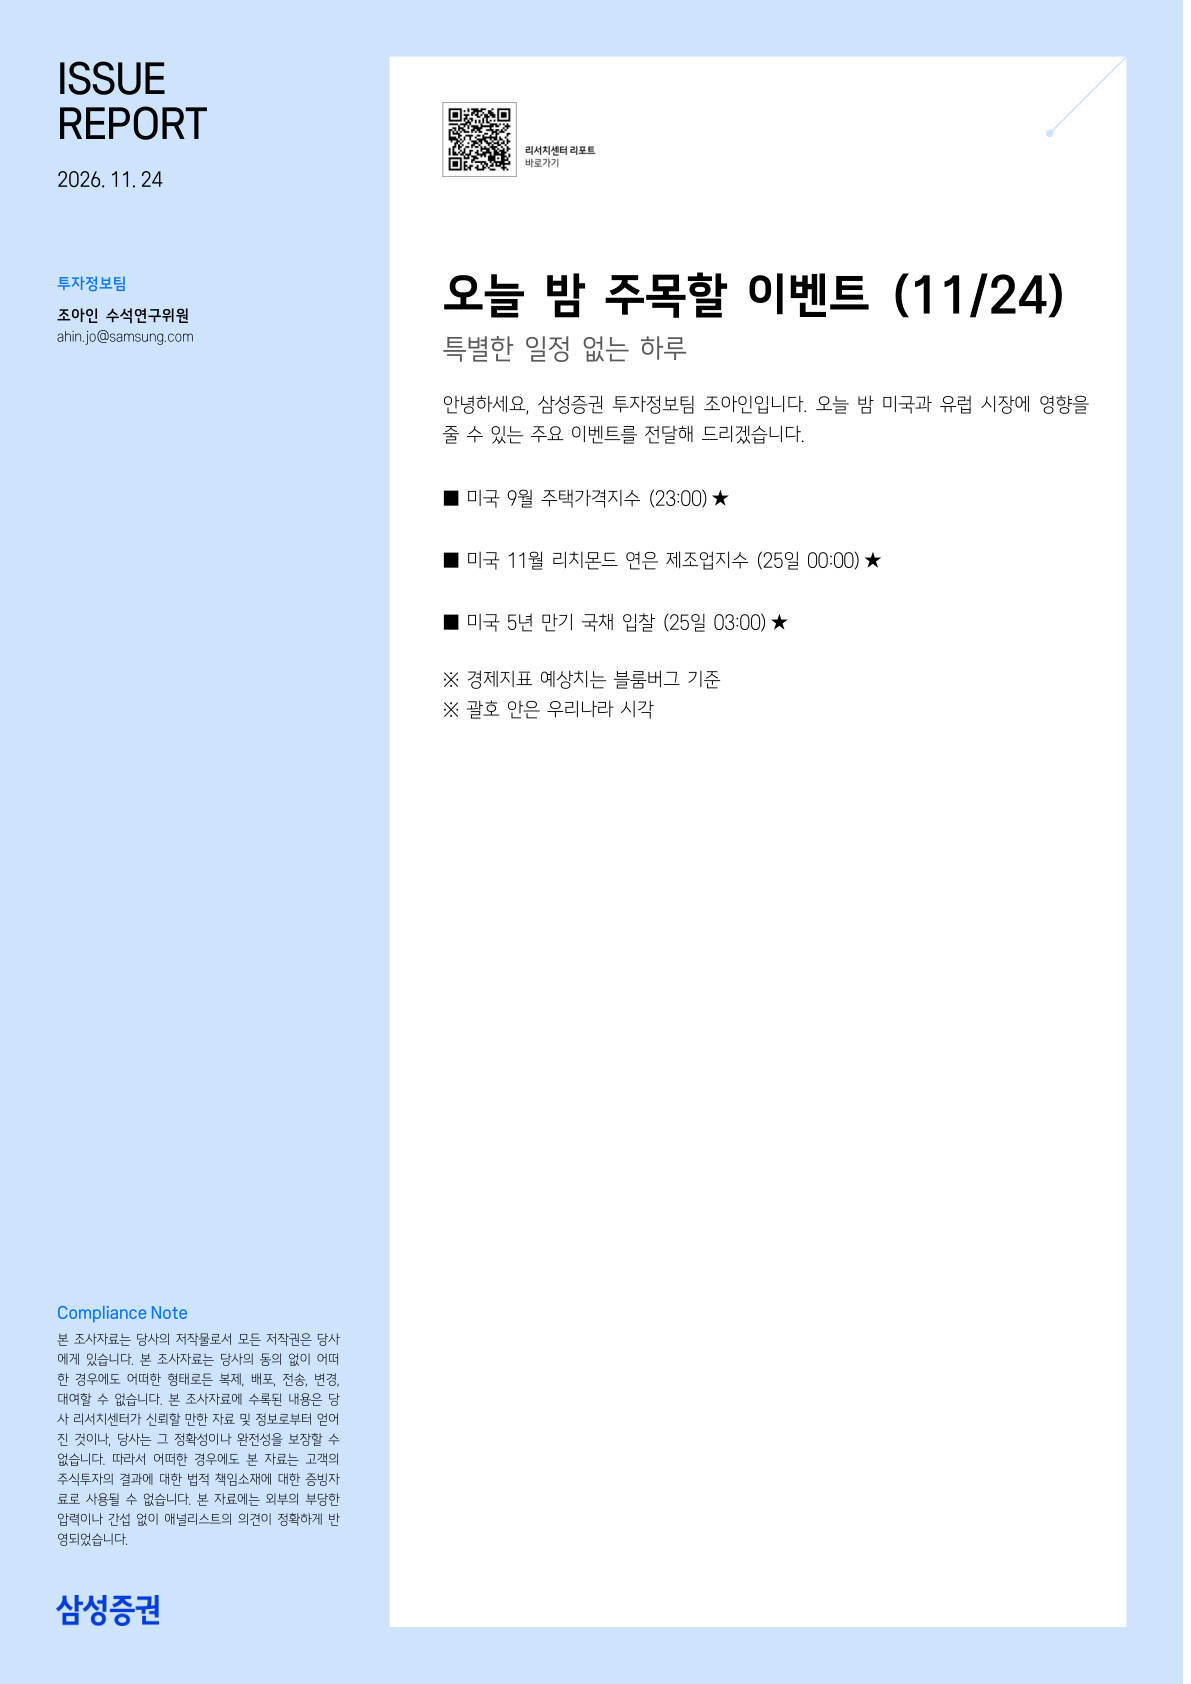 ISSUE
REPORT
2026. 11. 24
투자정보팀
조아인 수석연구위원
ahin.jo@samsung.com
리서치센터 리포트
바로가기
오늘 밤 주목할 이벤트 (11/24)
특별한 일정 없는 하루
안녕하세요, 삼성증권 투자정보팀 조아인입니다. 오늘 밤 미국과 유럽 시장에 영향을
줄 수 있는 주요 이벤트를 전달해 드리겠습니다.
■ 미국 9월 주택가격지수 (23:00)★
■ 미국 11월 리치몬드 연은 제조업지수 (25일 00:00)★
■ 미국 5년 만기 국채 입찰 (25일 03:00)★
※ 경제지표 예상치는 블룸버그 기준
※ 괄호 안은 우리나라 시각
Compliance Note
본 조사자료는 당사의 저작물로서 모든 저작권은 당사
에게 있습니다. 본 조사자료는 당사의 동의 없이 어떠
한 경우에도 어떠한 형태로든 복제, 배포, 전송, 변경,
대여할 수 없습니다. 본 조사자료에 수록된 내용은 당
사 리서치센터가 신뢰할 만한 자료 및 정보로부터 얻어
진 것이나, 당사는 그 정확성이나 완전성을 보장할 수
없습니다. 따라서 어떠한 경우에도 본 자료는 고객의
주식투자의 결과에 대한 법적 책임소재에 대한 증빙자
료로 사용될 수 없습니다. 본 자료에는 외부의 부당한
압력이나 간섭 없이 애널리스트의 의견이 정확하게 반
영되었습니다.
삼성증권